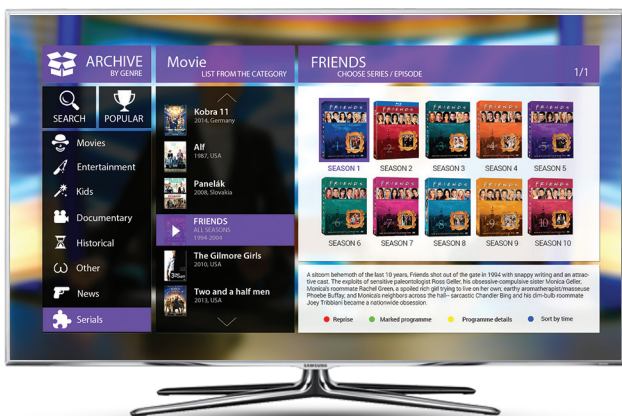 ARCHIVE
BY GENRE
Movie
LIST FROM THE CATEGORY
FRIENDS
CHOOSE SERIES / EPISODE
1/1
SEARCH
POPULAR
Movies
Entertainment
Kids
Documentary
Historical
Other
News
Serials
Kobra 11
2014, Germany
Alf
1987, USA
Panelák
2008, Slovakia
FRIENDS
ALL SEASONS
1994-2004
The Gilmore Girls
2010, USA
Two and a half men
2013, USA
SEASON 1
SEASON 2
SEASON 3
SEASON 4
SEASON 5
SEASON 6
SEASON 7
SEASON 8
SEASON 9
SEASON 10
A sitcom behemoth of the last 10 years, Friends shot out of the gate in 1994 with snappy writing and an attrac-
tive cast. The exploits of sensitive paleontologist Ross Geller, his obsessive-compulsive sister Monica Geller,
Monica's roommate Rachel Green, a spoiled rich girl trying to live on her own, earthy aromatherapist/masseuse
Phoebe Buffay, and Monica's neighbors across the hall– sarcastic Chandler Bing and his dim-bulb roommate
Joey Tribbiani became a nationwide obsession.
Reprise
Marked programme
Programme details
Sort by time
SAMSUNG